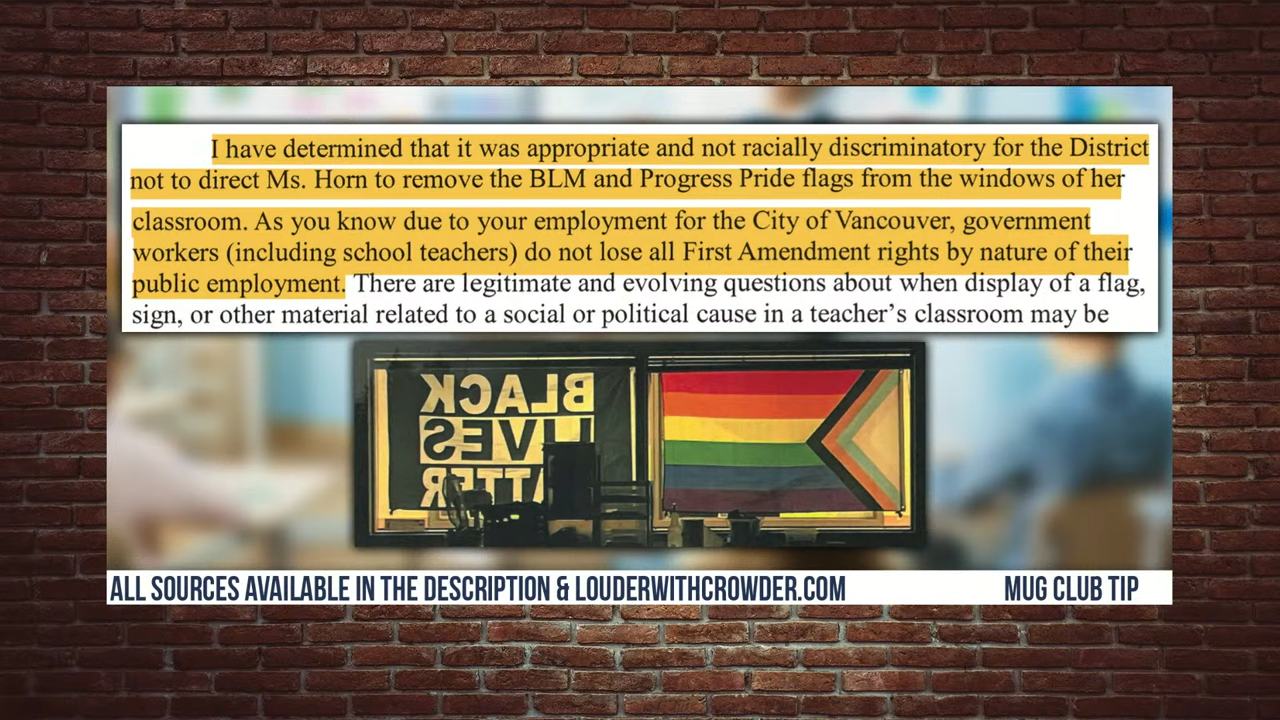 I have determined that it was appropriate and not racially discriminatory for the District
not to direct Ms. Horn to remove the BLM and Progress Pride flags from the windows of her
classroom. As you know due to your employment for the City of Vancouver, government
workers (including school teachers) do not lose all First Amendment rights by nature of their
public employment. There are legitimate and evolving questions about when display of a flag,
sign, or other material related to a social or political cause in a teacher's classroom may be
BLACK
LIVES
MATTER
ALL SOURCES AVAILABLE IN THE DESCRIPTION & LOUDERWITHCROWDER.COM
MUG CLUB TIP